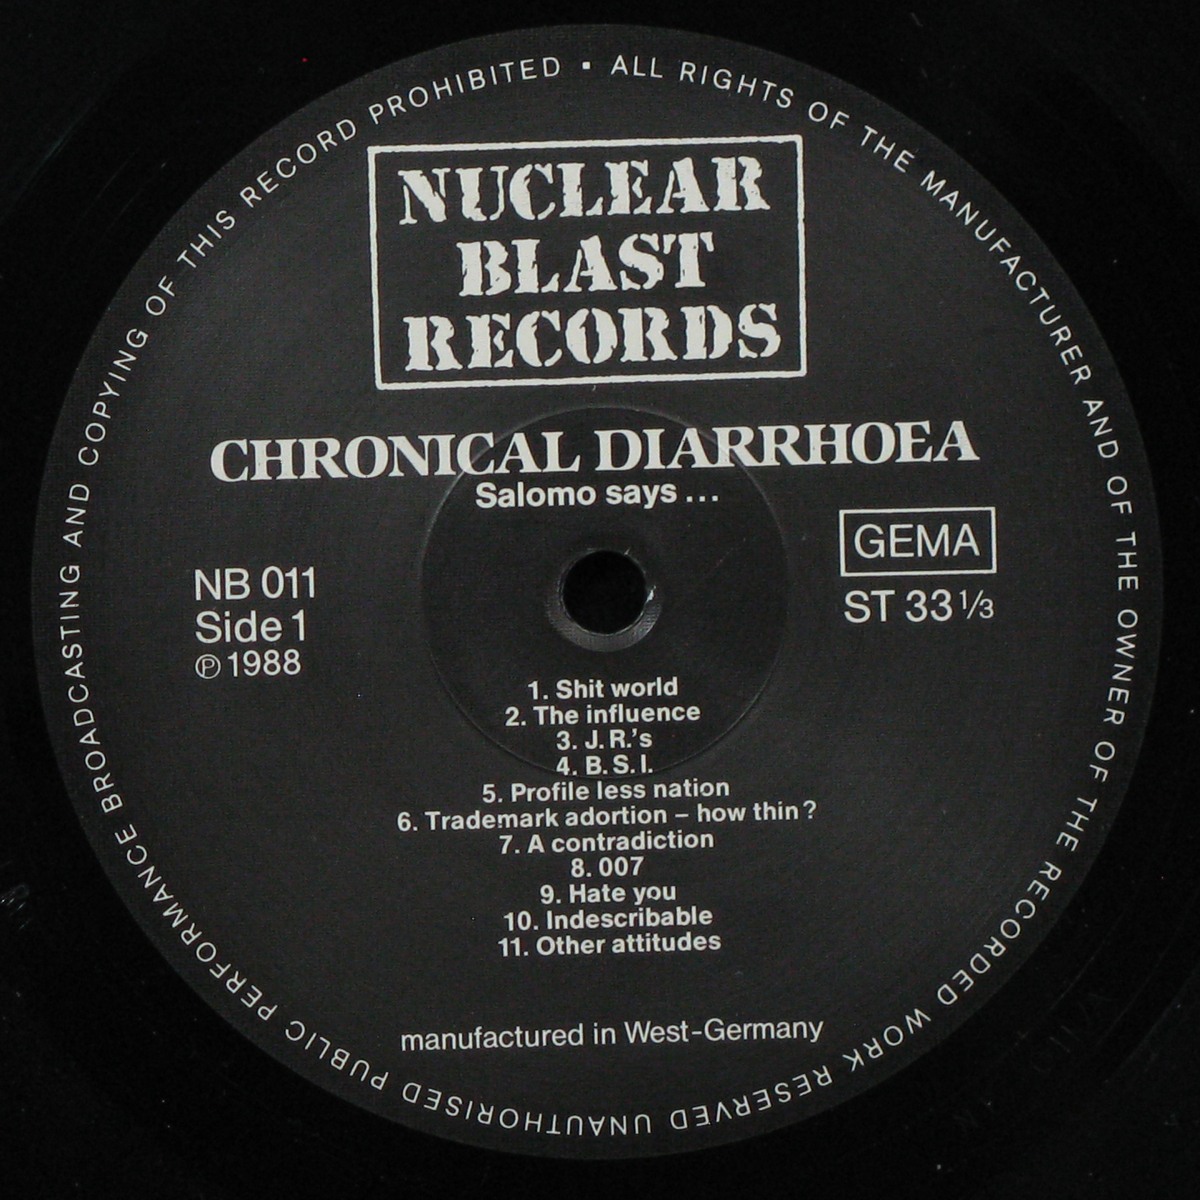 NUCLEAR
BLAST
RECORDS
CHRONICAL DIARRHOEA
Salomo says ...
GEMA
ST 33 1/3
NB 011
Side 1
℗ 1988
1. Shit world
2. The influence
3. J. R.'s
4. B. S. I.
5. Profile less nation
6. Trademark adortion – how thin ?
7. A contradiction
8. 007
9. Hate you
10. Indescribable
11. Other attitudes
manufactured in West-Germany
ALL RIGHTS OF THE MANUFACTURER AND OF THE OWNER OF THE RECORDED WORK RESERVED UNAUTHORISED PUBLIC PERFORMANCE BROADCASTING AND COPYING OF THIS RECORD PROHIBITED ▪